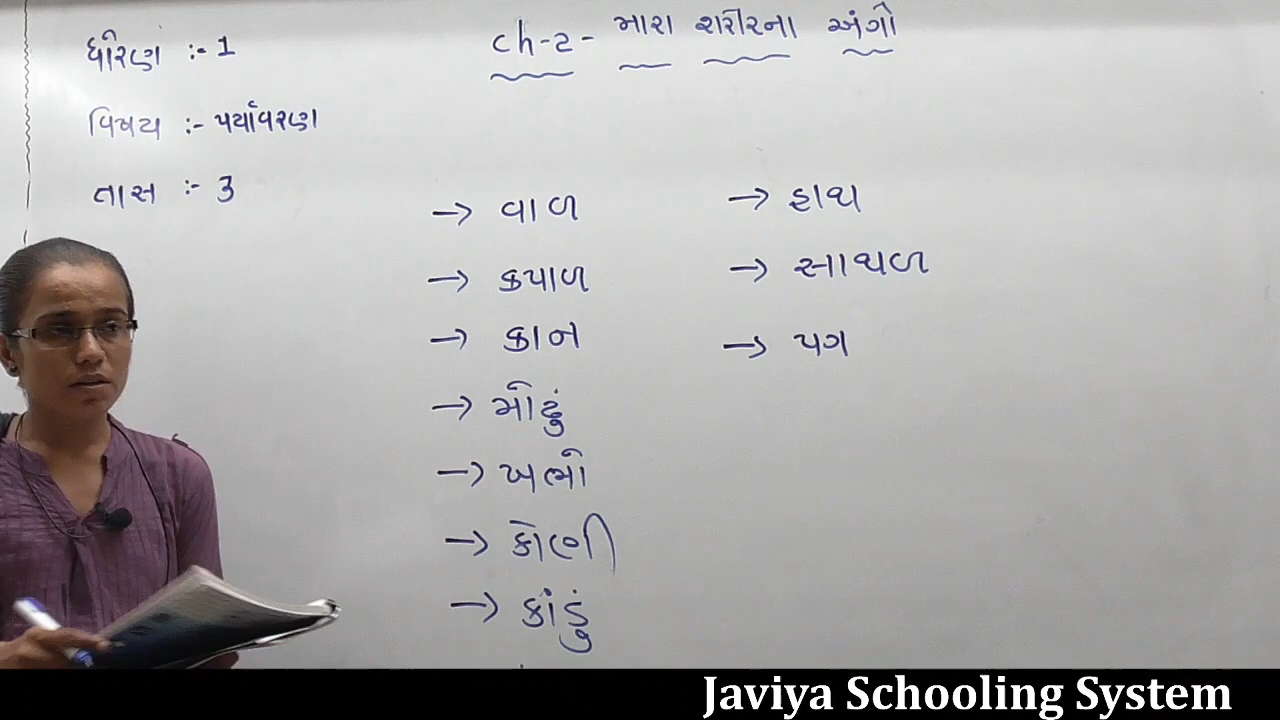 ધોરણ :- 1
વિષય :- પર્યાવરણ
તાસ :- 3
ch-2- મારા શરીરના અંગો
→ વાળ
→ કપાળ
→ કાન
→ મોઢું
→ ખભો
→ કોણી
→ કાંડું
→ હાથ
→ સાથળ
→ પગ
Javiya Schooling System